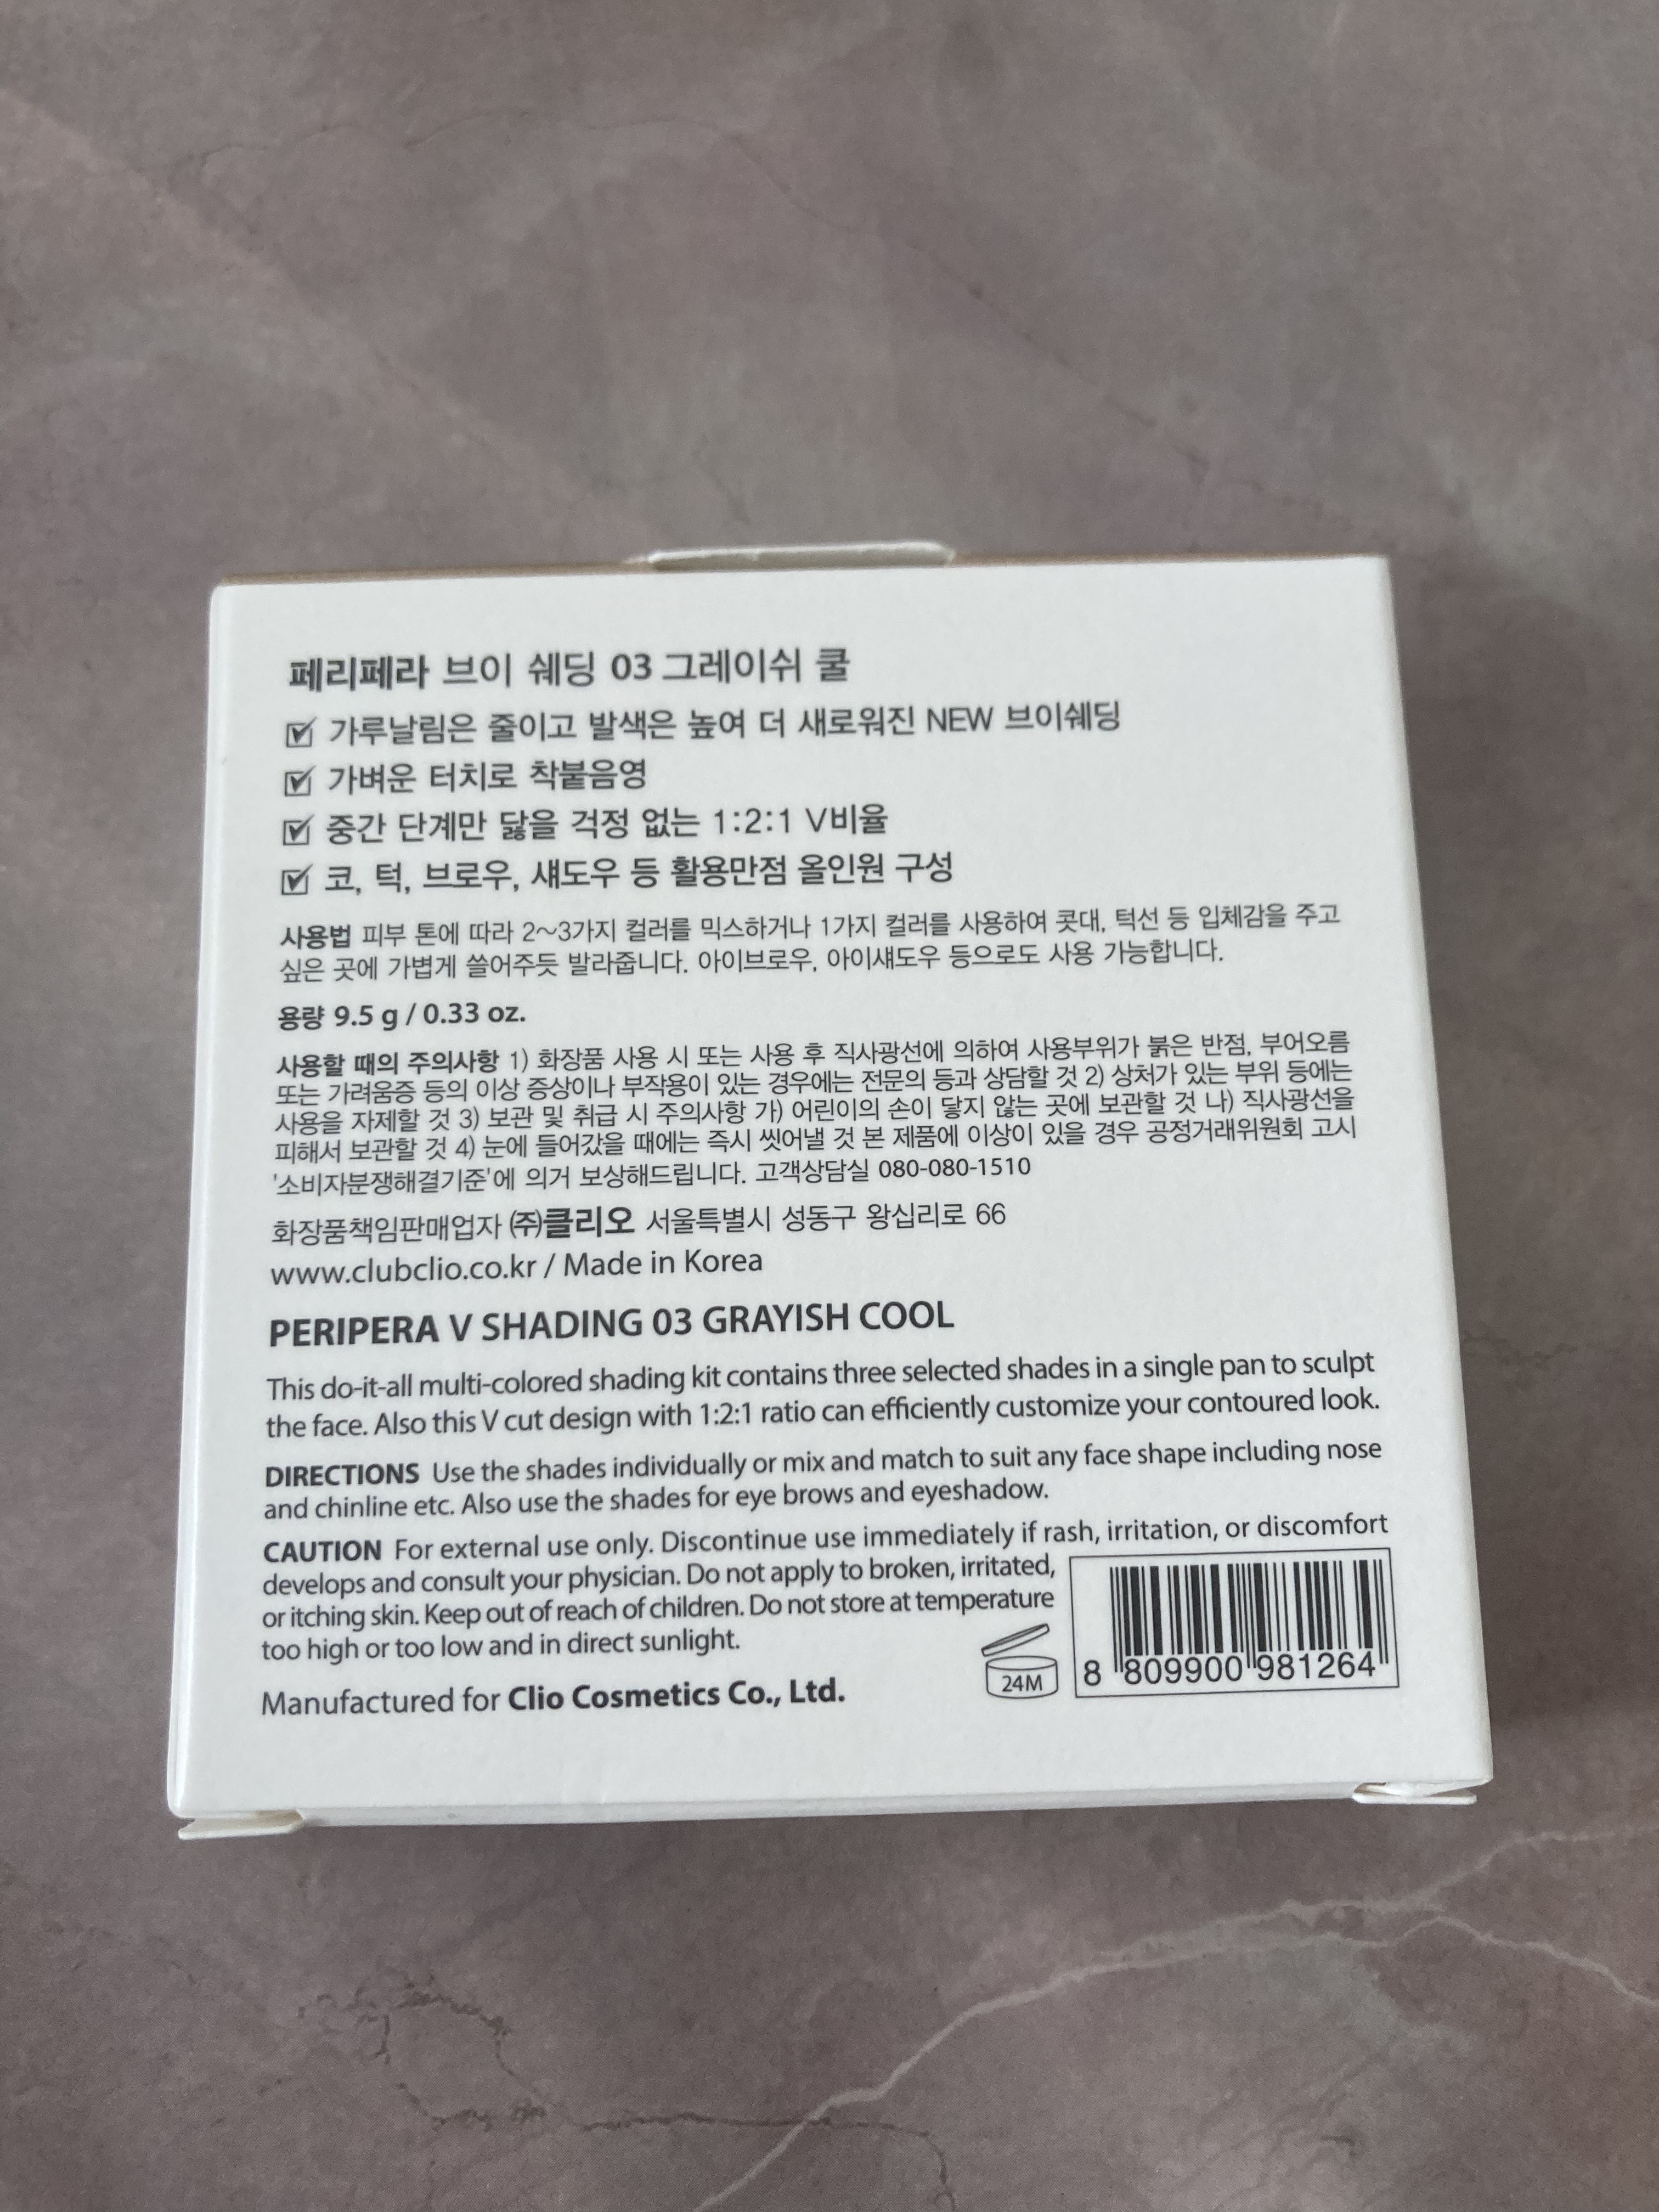 페리페라 브이 쉐딩 03 그레이쉬 쿨
가루날림은 줄이고 발색은 높여 더 새로워진 NEW 브이쉐딩
가벼운 터치로 착붙음영
중간 단계만 닳을 걱정 없는 1:2:1 V비율
코, 턱, 브로우, 섀도우 등 활용만점 올인원 구성
사용법 피부 톤에 따라 2~3가지 컬러를 믹스하거나 1가지 컬러를 사용하여 콧대, 턱선 등 입체감을 주고
싶은 곳에 가볍게 쓸어주듯 발라줍니다. 아이브로우, 아이섀도우 등으로도 사용 가능합니다.
용량 9.5 g / 0.33 oz.
사용할 때의 주의사항 1) 화장품 사용 시 또는 사용 후 직사광선에 의하여 사용부위가 붉은 반점, 부어오름
또는 가려움증 등의 이상 증상이나 부작용이 있는 경우에는 전문의 등과 상담할 것 2) 상처가 있는 부위 등에는
사용을 자제할 것 3) 보관 및 취급 시 주의사항 가) 어린이의 손이 닿지 않는 곳에 보관할 것 나) 직사광선을
피해서 보관할 것 4) 눈에 들어갔을 때에는 즉시 씻어낼 것 본 제품에 이상이 있을 경우 공정거래위원회 고시
'소비자분쟁해결기준'에 의거 보상해드립니다. 고객상담실 080-080-1510
화장품책임판매업자 ㈜클리오 서울특별시 성동구 왕십리로 66
www.clubclio.co.kr / Made in Korea
PERIPERA V SHADING 03 GRAYISH COOL
This do-it-all multi-colored shading kit contains three selected shades in a single pan to sculpt
the face. Also this V cut design with 1:2:1 ratio can efficiently customize your contoured look.
DIRECTIONS Use the shades individually or mix and match to suit any face shape including nose
and chinline etc. Also use the shades for eye brows and eyeshadow.
CAUTION For external use only. Discontinue use immediately if rash, irritation, or discomfort
develops and consult your physician. Do not apply to broken, irritated,
or itching skin. Keep out of reach of children. Do not store at temperature
too high or too low and in direct sunlight.
Manufactured for Clio Cosmetics Co., Ltd.
24M
8 809900 981264